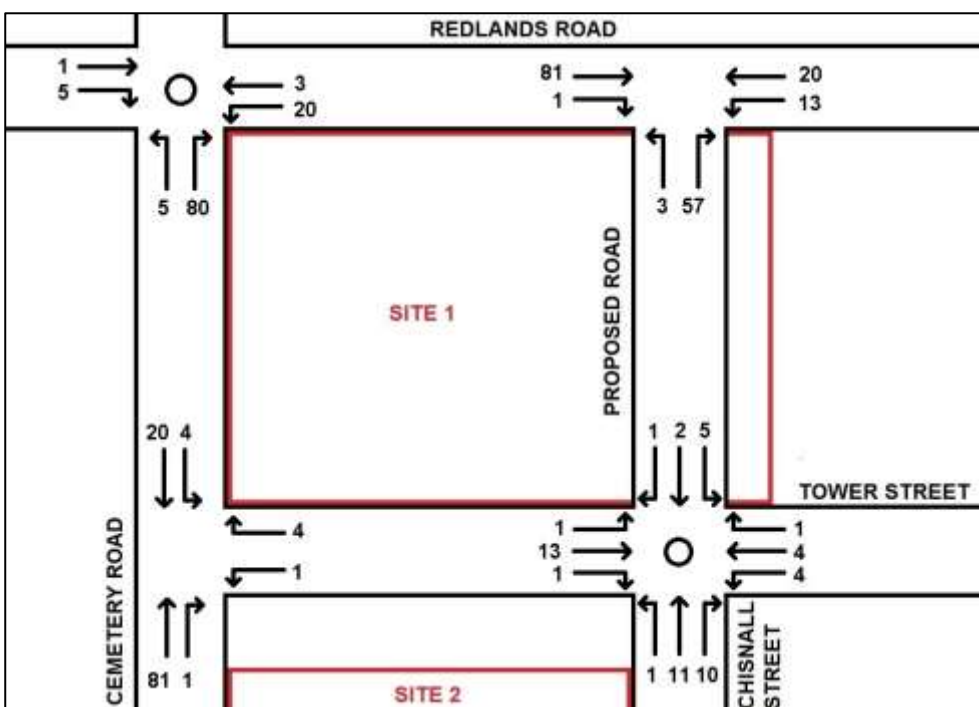 REDLANDS ROAD
1
5
3
20
81
1
20
13
5 80
3 57
SITE 1
PROPOSED ROAD
20 4
1 2 5
TOWER STREET
4
1
1
13
1
1
4
4
CEMETERY ROAD
81 1
SITE 2
1 11 10
CHISNALL
STREET